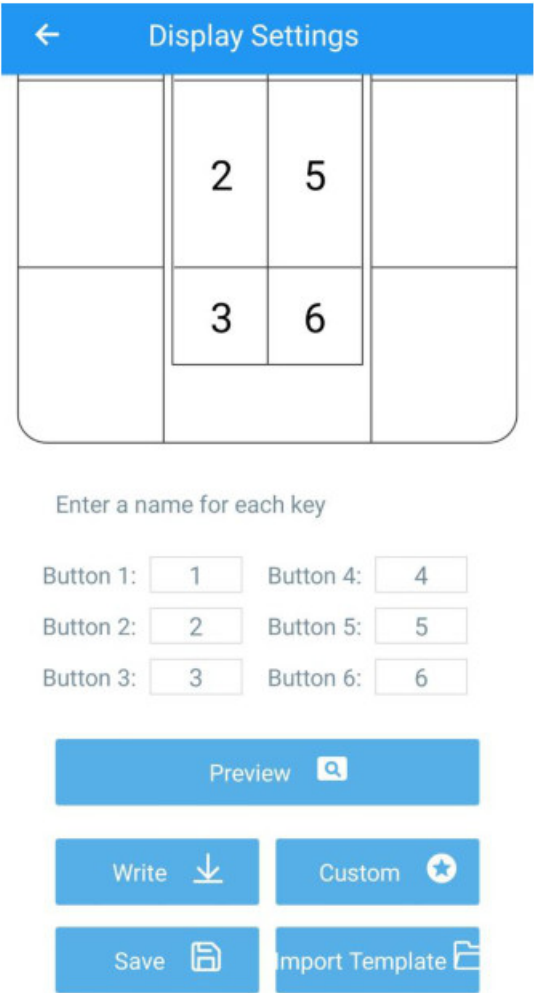 Display Settings
2 5
3 6
Enter a name for each key
Button 1: 1 Button 4: 4
Button 2: 2 Button 5: 5
Button 3: 3 Button 6: 6
Preview
Write Custom
Save Import Template